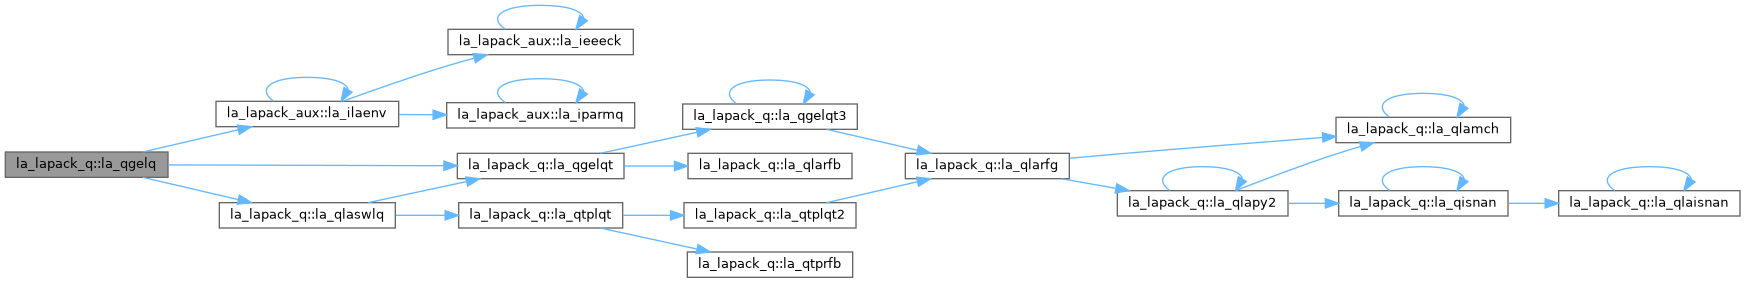 la_lapack_aux::la_ieeeck
la_lapack_aux::la_ilaenv
la_lapack_aux::la_iparmq
la_lapack_q::la_qgelqt3
la_lapack_q::la_qlamch
la_lapack_q::la_qgelq
la_lapack_q::la_qgelqt
la_lapack_q::la_qlarfb
la_lapack_q::la_qlarfg
la_lapack_q::la_qlapy2
la_lapack_q::la_qisnan
la_lapack_q::la_qlaisnan
la_lapack_q::la_qlaswlq
la_lapack_q::la_qtplqt
la_lapack_q::la_qtplqt2
la_lapack_q::la_qtprfb